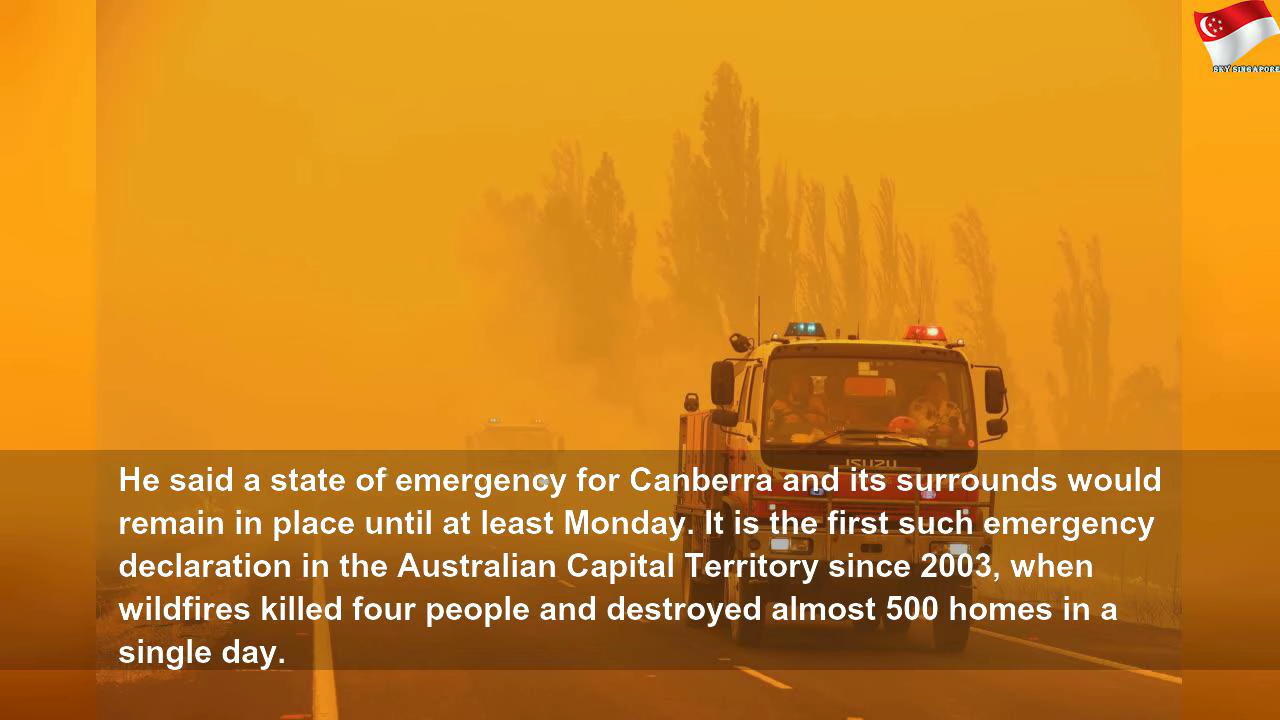 SKY SINGAPORE
ISUZU
He said a state of emergency for Canberra and its surrounds would
remain in place until at least Monday. It is the first such emergency
declaration in the Australian Capital Territory since 2003, when
wildfires killed four people and destroyed almost 500 homes in a
single day.